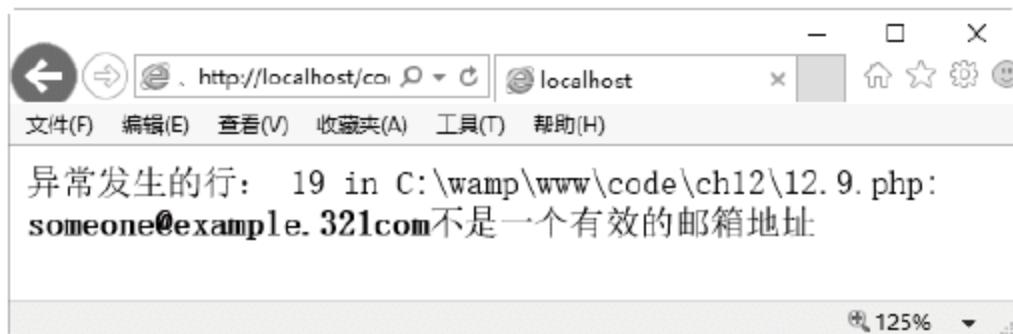 、 http://localhost/co
localhost
文件(F) 编辑(E) 查看(V) 收藏夹(A) 工具(T) 帮助(H)
异常发生的行： 19 in C:\wamp\www\code\ch12\12.9.php:
someone@example.321com不是一个有效的邮箱地址
125%